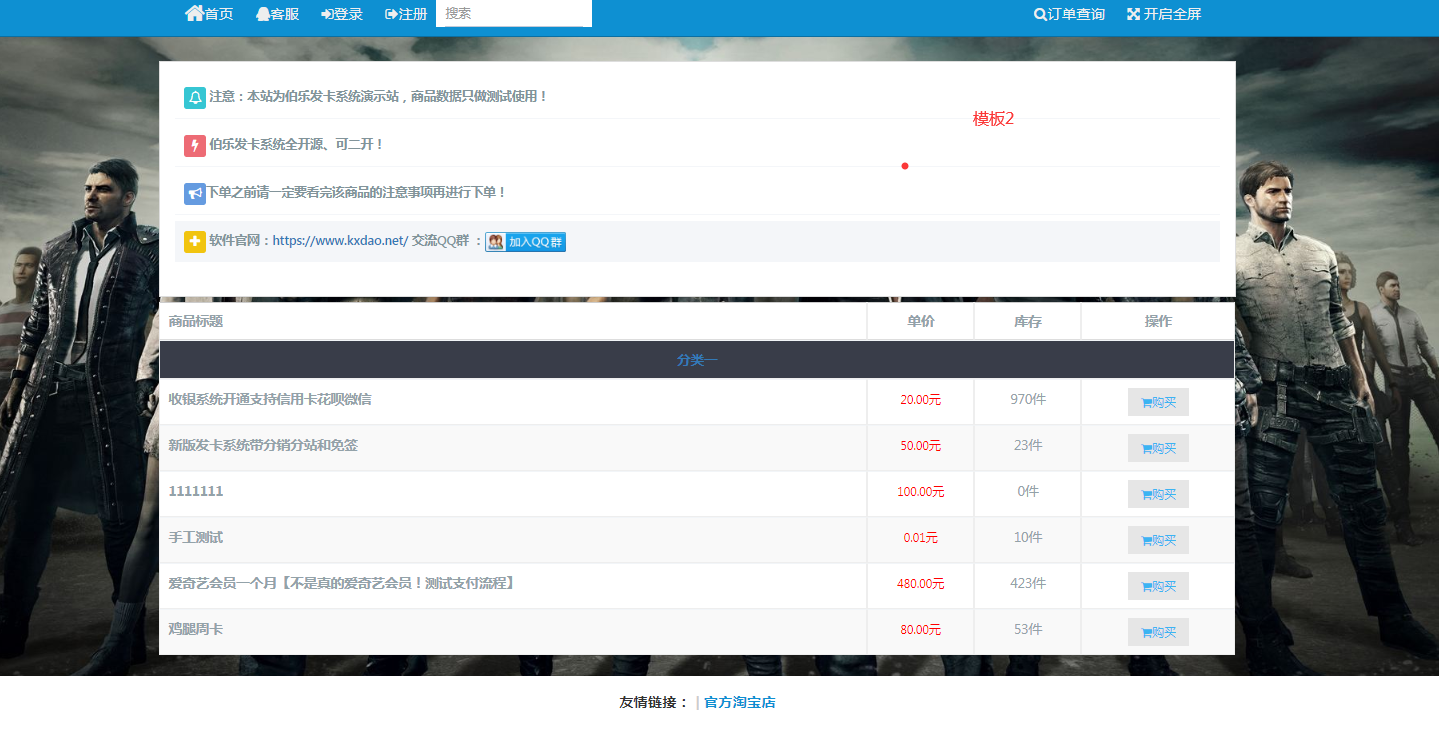 首页 客服 登录 注册 搜索 订单查询 开启全屏
注意：本站为伯乐发卡系统演示站，商品数据只做测试使用！
模板2
伯乐发卡系统全开源、可二开！
下单之前请一定要看完该商品的注意事项再进行下单！
软件官网：https://www.kxdao.net/ 交流QQ群 ： 加入QQ群
商品标题 单价 库存 操作
分类一
收银系统开通支持信用卡花呗微信 20.00元 970件 购买
新版发卡系统带分销分站和免签 50.00元 23件 购买
1111111 100.00元 0件 购买
手工测试 0.01元 10件 购买
爱奇艺会员一个月【不是真的爱奇艺会员！测试支付流程】 480.00元 423件 购买
鸡腿周卡 80.00元 53件 购买
友情链接： | 官方淘宝店